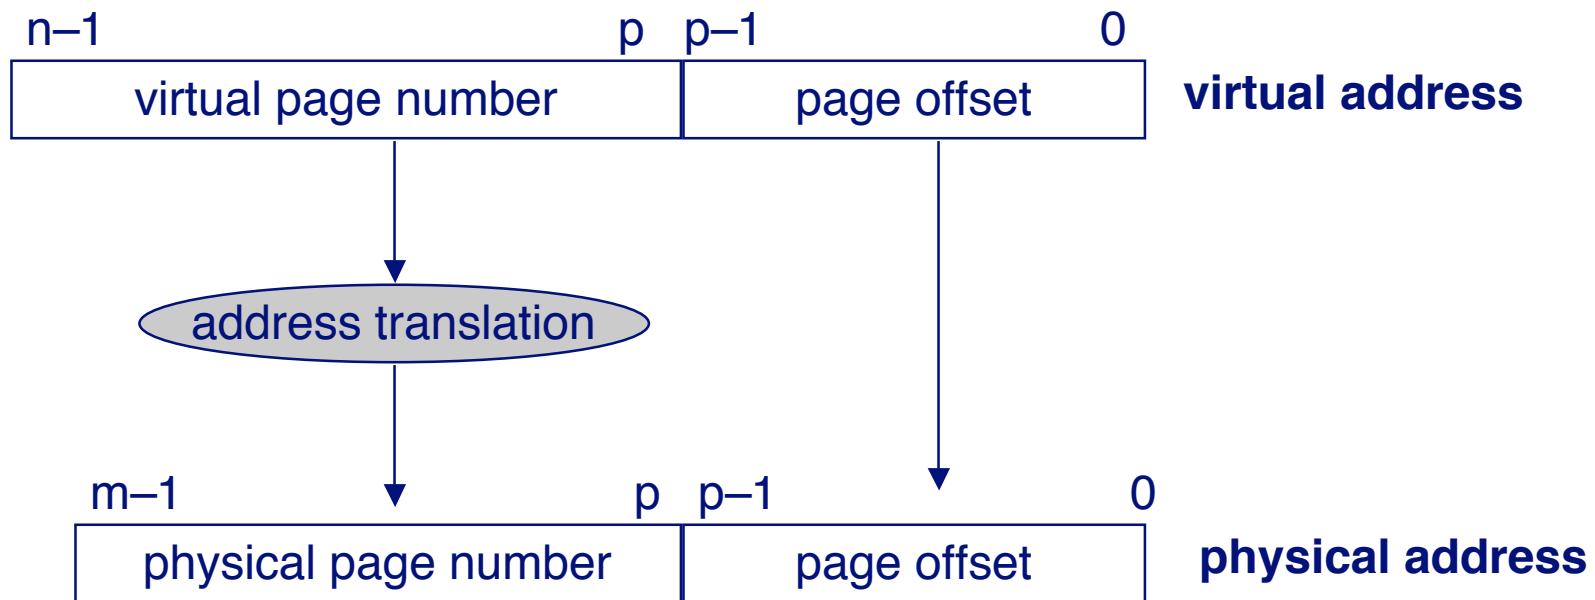 n–1 p p–1 0
virtual page number page offset virtual address
address translation
m–1 p p–1 0
physical page number page offset physical address